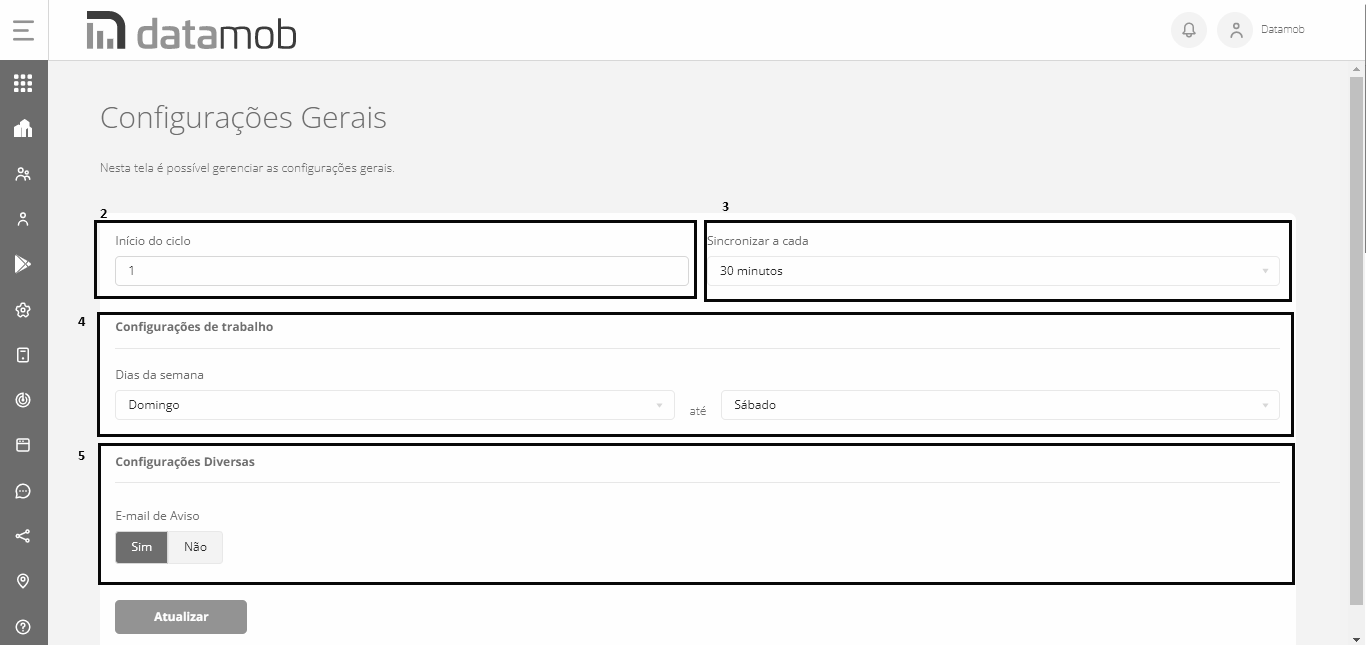 datamob
Datamob
Configurações Gerais
Nesta tela é possível gerenciar as configurações gerais.
2
3
Início do ciclo
Sincronizar a cada
1
30 minutos
4
Configurações de trabalho
Dias da semana
Domingo
até
Sábado
5
Configurações Diversas
E-mail de Aviso
Sim
Não
Atualizar